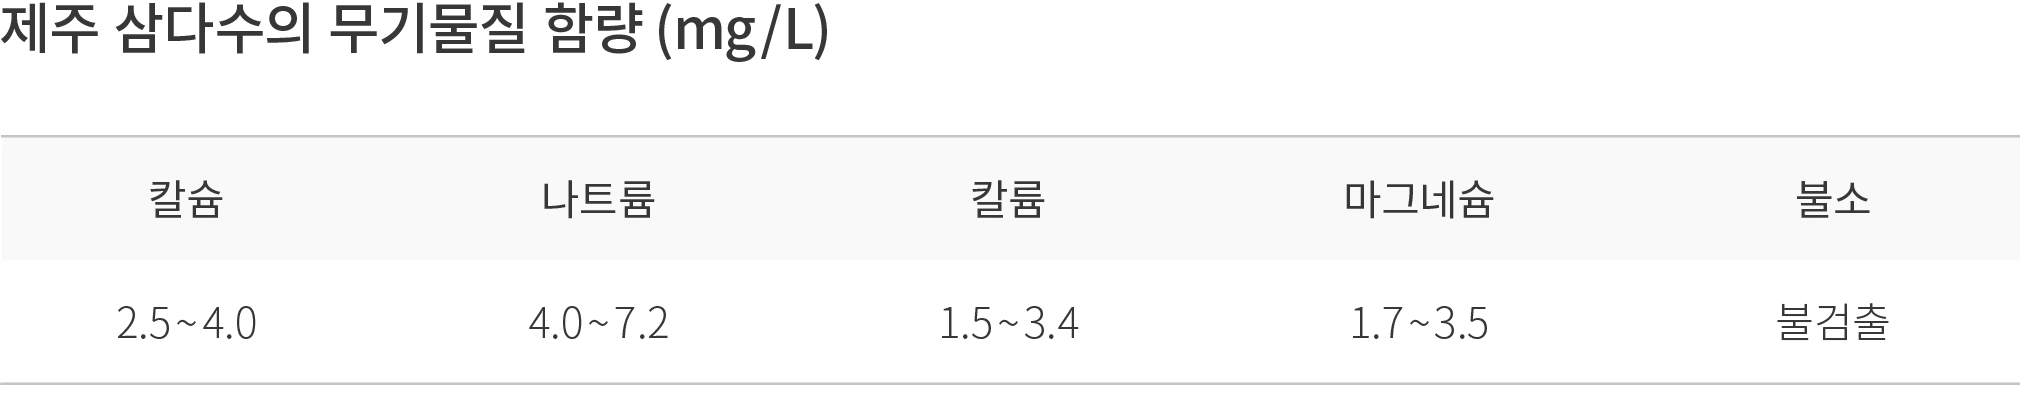 제주 삼다수의 무기물질 함량 (mg/L)
칼슘 나트륨 칼륨 마그네슘 불소
2.5~4.0 4.0~7.2 1.5~3.4 1.7~3.5 불검출